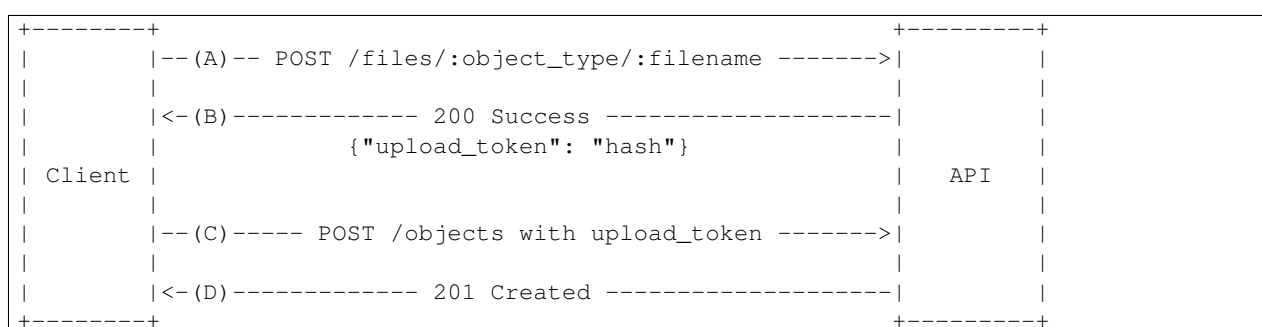 +--------+                                                              +---------+
|        |--(A)-- POST /files/:object_type/:filename ------->|         |
|        |                                                    |         |
|        |<-(B)------------- 200 Success --------------------|         |
|        |             {"upload_token": "hash"}              |         |
| Client |                                                    |   API   |
|        |                                                    |         |
|        |--(C)----- POST /objects with upload_token ------->|         |
|        |                                                    |         |
|        |<-(D)------------- 201 Created --------------------|         |
+--------+                                                    +---------+